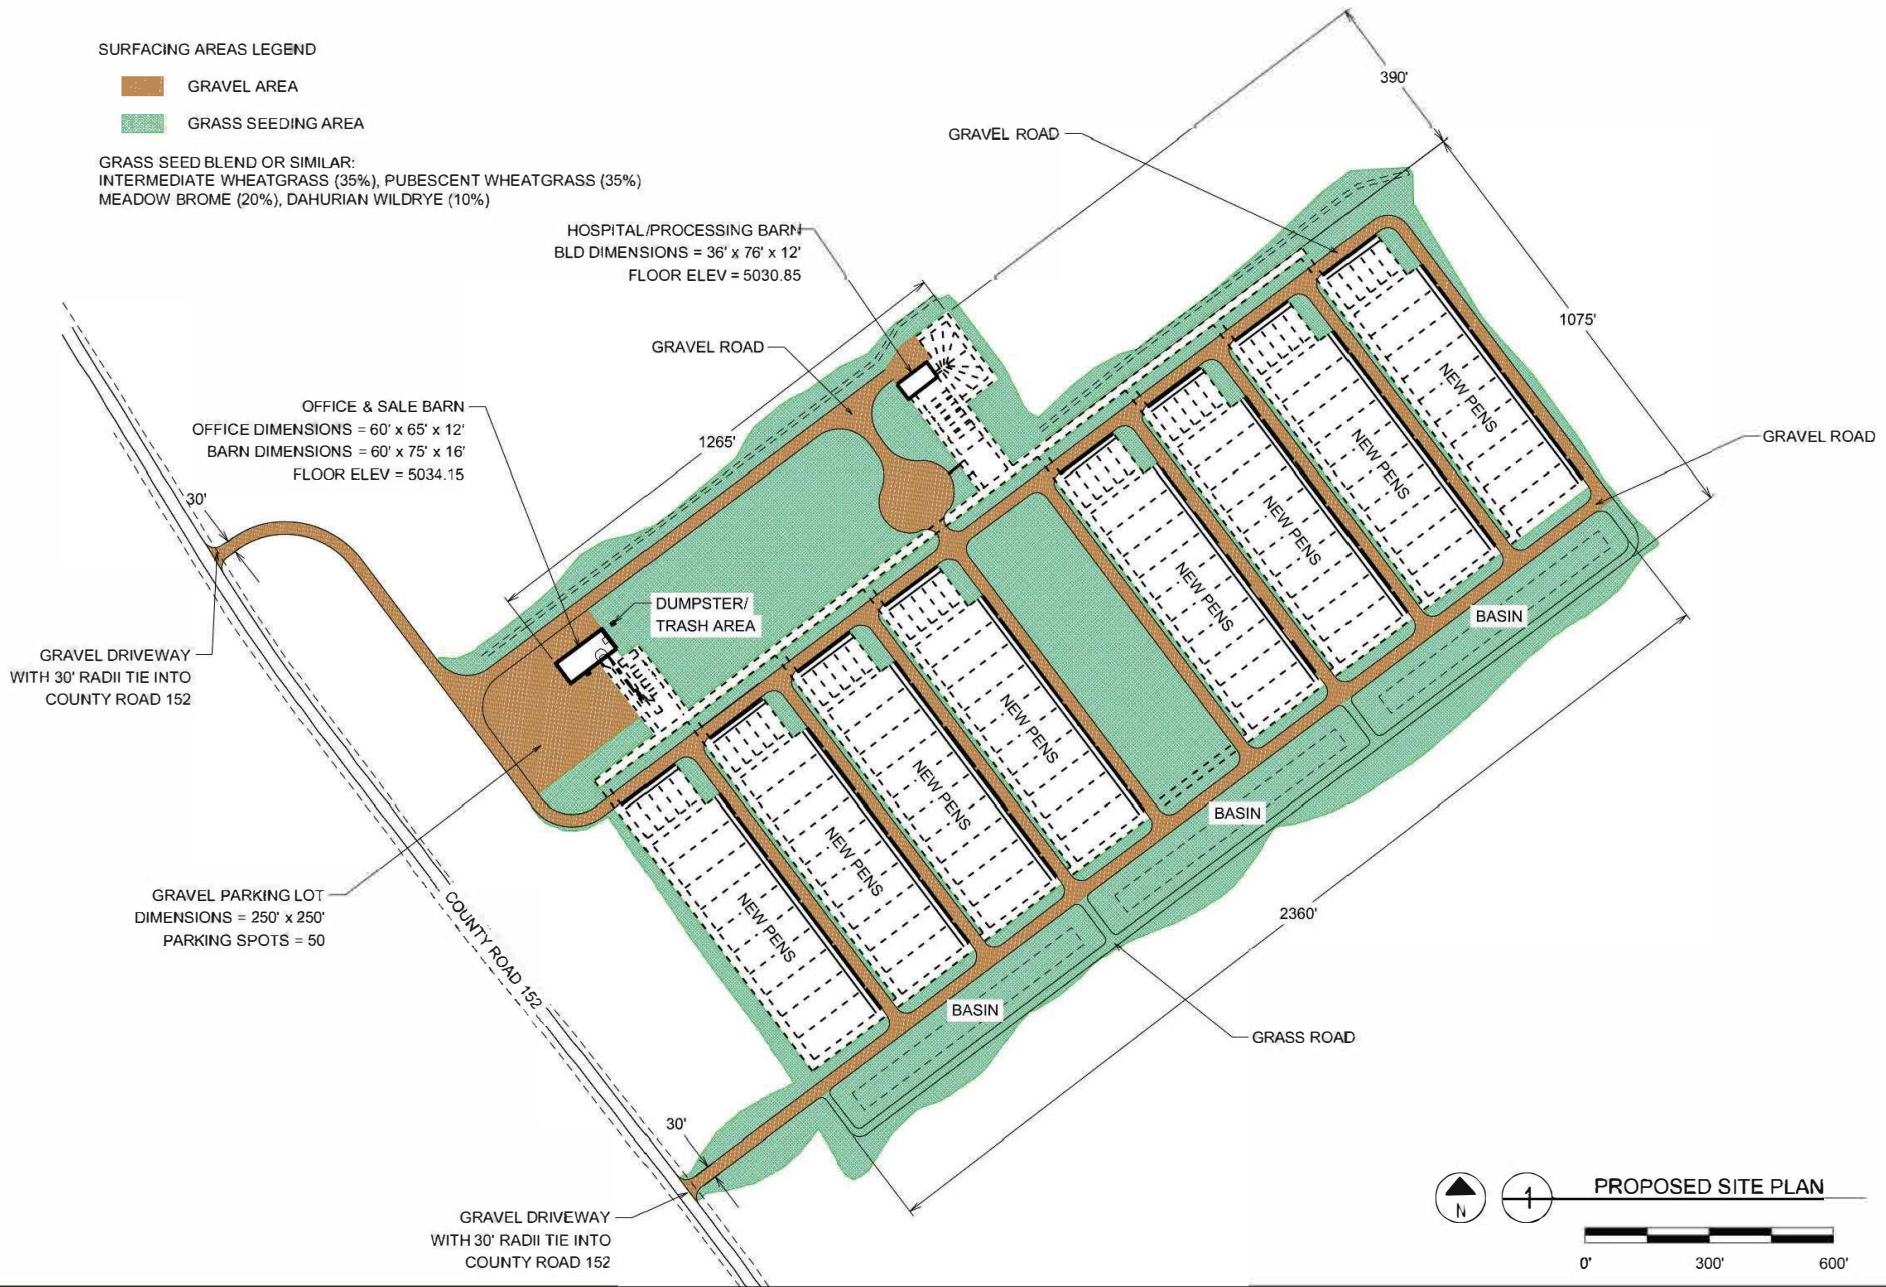 SURFACING AREAS LEGEND
GRAVEL AREA
GRASS SEEDING AREA
GRASS SEED BLEND OR SIMILAR:
INTERMEDIATE WHEATGRASS (35%), PUBESCENT WHEATGRASS (35%)
MEADOW BROME (20%), DAHURIAN WILDRYE (10%)
390'
GRAVEL ROAD
HOSPITAL/PROCESSING BARN
BLD DIMENSIONS = 36' x 76' x 12'
FLOOR ELEV = 5030.85
1075'
GRAVEL ROAD
OFFICE & SALE BARN
OFFICE DIMENSIONS = 60' x 65' x 12'
BARN DIMENSIONS = 60' x 75' x 16'
FLOOR ELEV = 5034.15
1265'
GRAVEL ROAD
30'
NEW PENS
NEW PENS
NEW PENS
NEW PENS
DUMPSTER/
TRASH AREA
BASIN
GRAVEL DRIVEWAY
WITH 30' RADII TIE INTO
COUNTY ROAD 152
NEW PENS
NEW PENS
NEW PENS
NEW PENS
BASIN
GRAVEL PARKING LOT
DIMENSIONS = 250' x 250'
PARKING SPOTS = 50
COUNTY ROAD 152
2360'
BASIN
GRASS ROAD
30'
GRAVEL DRIVEWAY
WITH 30' RADII TIE INTO
COUNTY ROAD 152
N
1
PROPOSED SITE PLAN
0'
300'
600'